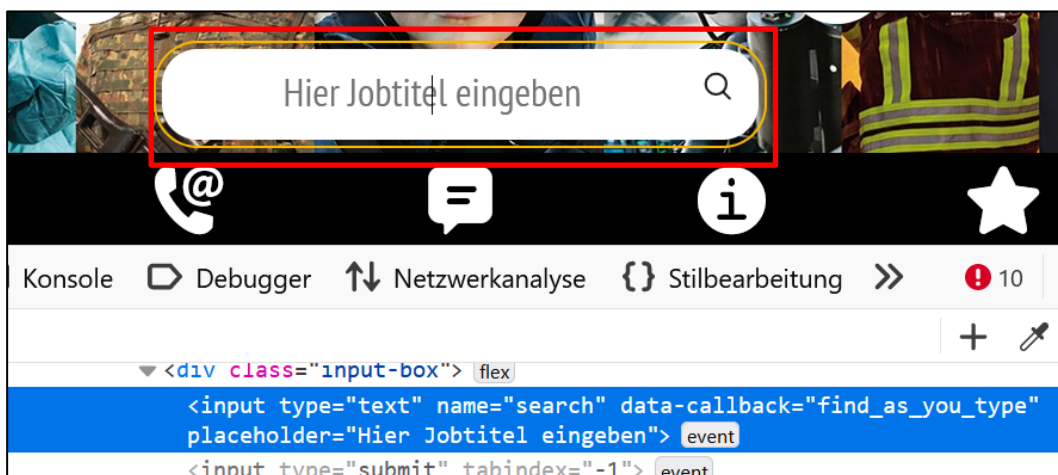 Hier Jobtitel eingeben
@
i
Konsole Debugger Netzwerkanalyse {} Stilbearbeitung 10
<div class="input-box"> flex
<input type="text" name="search" data-callback="find_as_you_type"
placeholder="Hier Jobtitel eingeben"> event
<input type="submit" tabindex="-1"> event